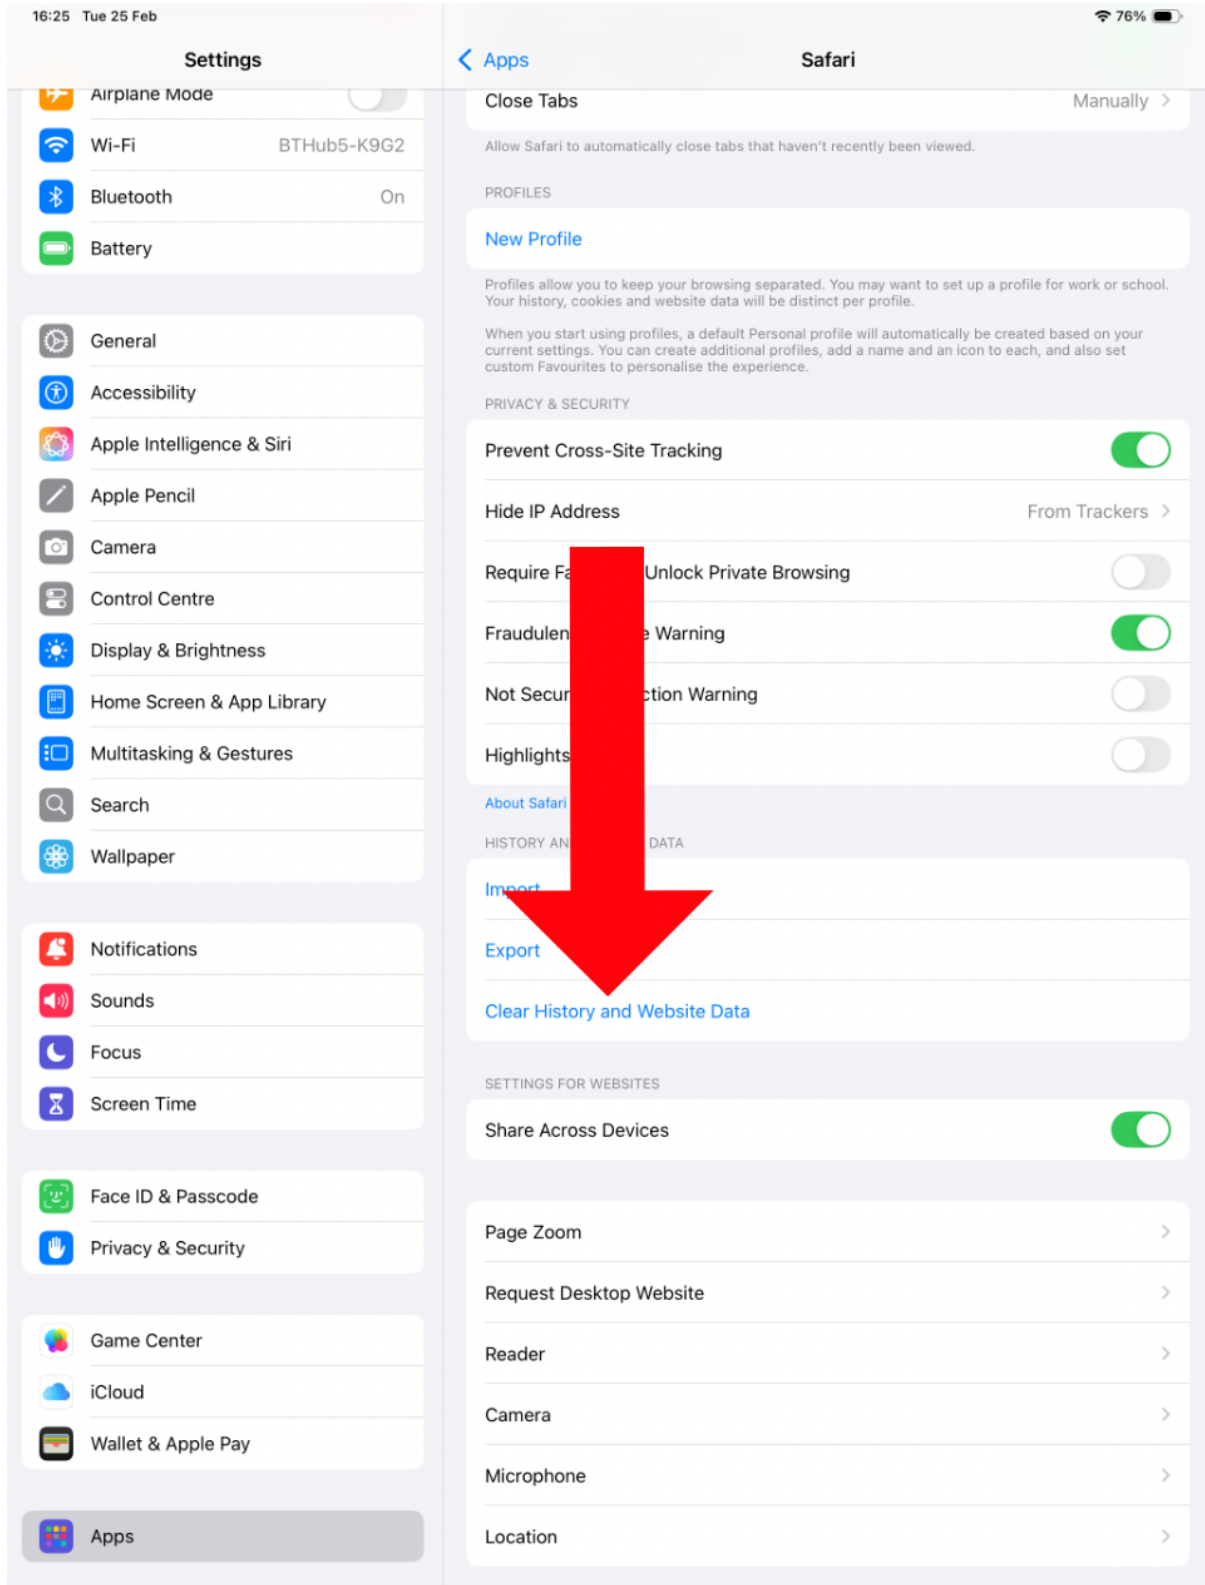 16:25 Tue 25 Feb
76%
Settings
Airplane Mode
Wi-Fi BTHub5-K9G2
Bluetooth On
Battery
General
Accessibility
Apple Intelligence & Siri
Apple Pencil
Camera
Control Centre
Display & Brightness
Home Screen & App Library
Multitasking & Gestures
Search
Wallpaper
Notifications
Sounds
Focus
Screen Time
Face ID & Passcode
Privacy & Security
Game Center
iCloud
Wallet & Apple Pay
Apps
Apps
Safari
Close Tabs Manually
Allow Safari to automatically close tabs that haven't recently been viewed.
PROFILES
New Profile
Profiles allow you to keep your browsing separated. You may want to set up a profile for work or school.
Your history, cookies and website data will be distinct per profile.
When you start using profiles, a default Personal profile will automatically be created based on your
current settings. You can create additional profiles, add a name and an icon to each, and also set
custom Favourites to personalise the experience.
PRIVACY & SECURITY
Prevent Cross-Site Tracking
Hide IP Address From Trackers
Require Unlock Private Browsing
Warning
Not Warning
Highlights
About Safari
HISTORY DATA
Import
Export
Clear History and Website Data
SETTINGS FOR WEBSITES
Share Across Devices
Page Zoom
Request Desktop Website
Reader
Camera
Microphone
Location